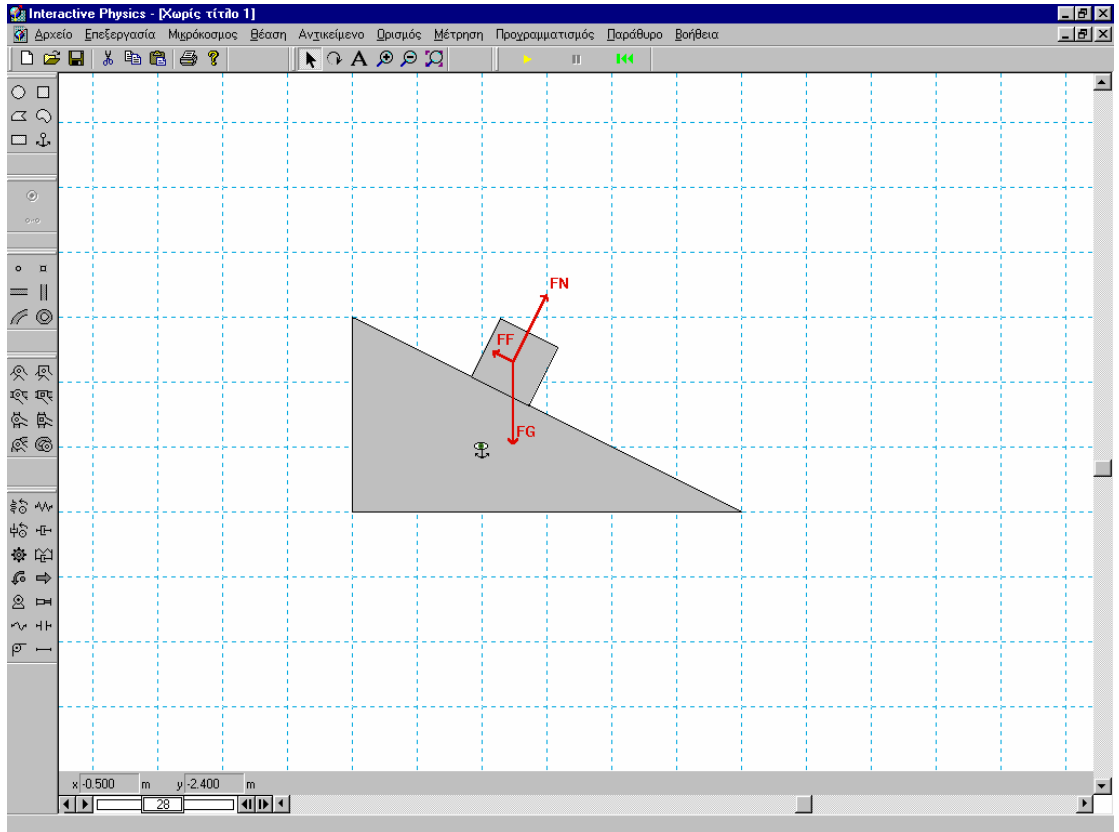 Interactive Physics - [Χωρίς τίτλο 1]
Αρχείο Επεξεργασία Μικρόκοσμος Θέαση Αντικείμενο Ορισμός Μέτρηση Προγραμματισμός Παράθυρο Βοήθεια
A
FN
FF
FG
x -0.500 m y -2.400 m
28